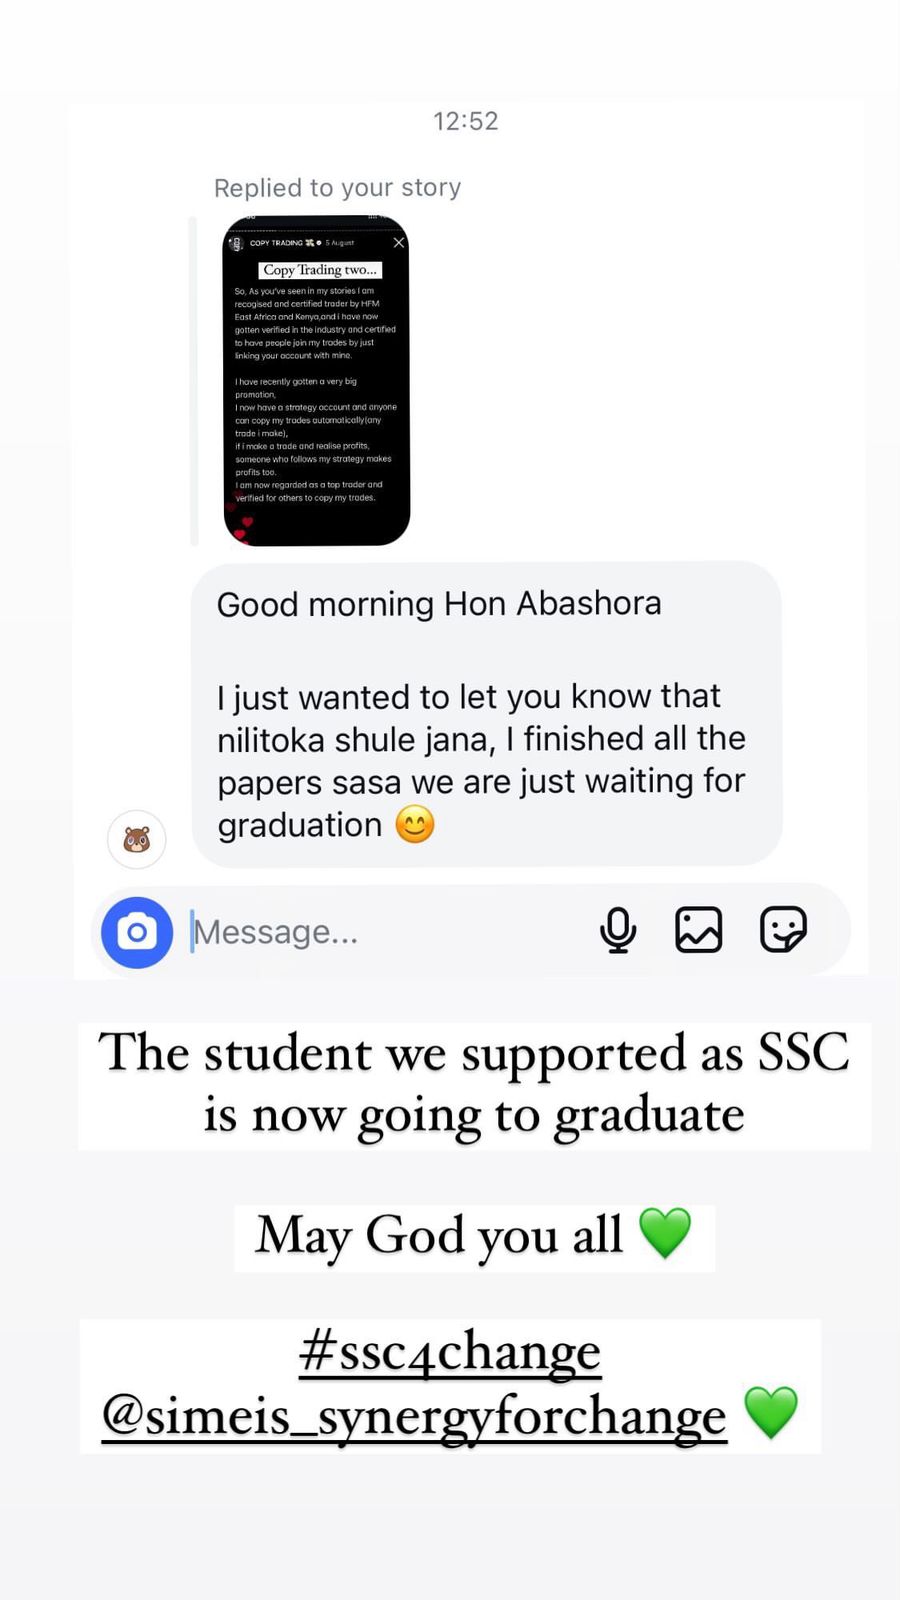 12:52
Replied to your story
COPY TRADING 💸 5 August
Copy Trading two...
So, As you've seen in my stories I am
recogised and certified trader by HFM
East Africa and Kenya,and i have now
gotten verified in the industry and certified
to have people join my trades by just
linking your account with mine.
I have recently gotten a very big
promotion,
I now have a strategy account and anyone
can copy my trades automatically(any
trade i make),
if i make a trade and realise profits,
someone who follows my strategy makes
profits too.
I am now regarded as a top trader and
verified for others to copy my trades.
Good morning Hon Abashora
I just wanted to let you know that
nilitoka shule jana, I finished all the
papers sasa we are just waiting for
graduation 😊
Message...
The student we supported as SSC
is now going to graduate
May God you all 💚
#ssc4change
@simeis_synergyforchange 💚